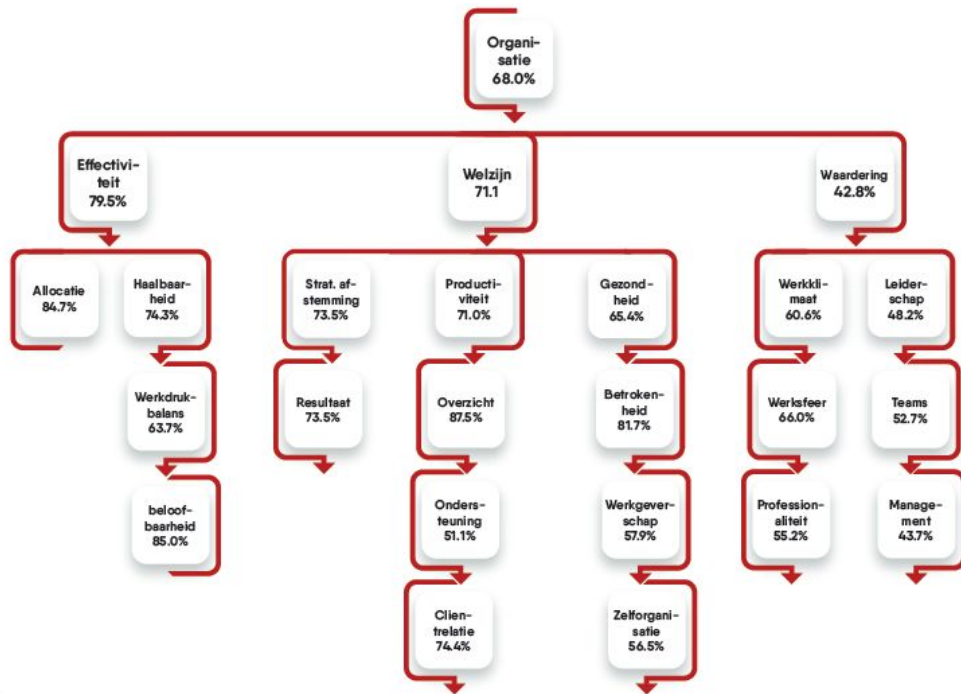 Organi-
satie
68.0%
Effectivi-
teit
79.5%
Welzijn
71.1
Waardering
42.8%
Allocatie
84.7%
Haalbaar-
heid
74.3%
Strat. af-
stemming
73.5%
Producti-
viteit
71.0%
Gezond-
heid
65.4%
Werkkli-
maat
60.6%
Leider-
schap
48.2%
Werkdruk-
balans
63.7%
Resultaat
73.5%
Overzicht
87.5%
Betroken-
heid
81.7%
Werksfeer
66.0%
Teams
52.7%
beloof-
baarheid
85.0%
Onder-
steuning
51.1%
Werkgever-
schap
57.9%
Profession-
aliteit
55.2%
Manage-
ment
43.7%
Clien-
trelatie
74.4%
Zelforgani-
satie
56.5%